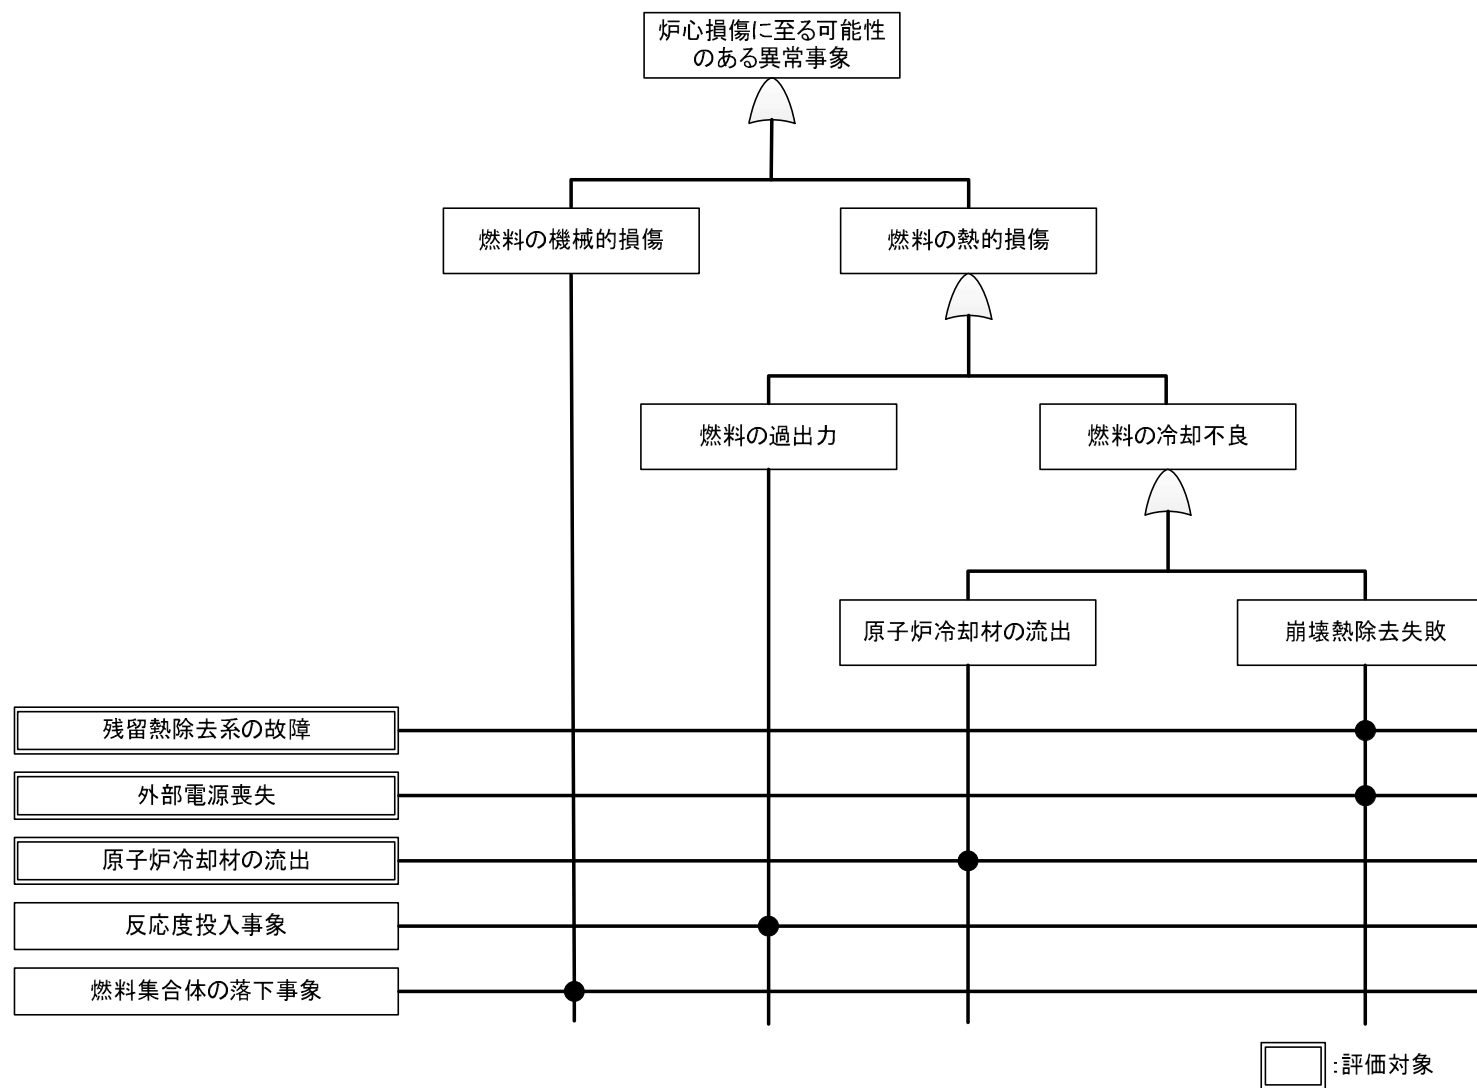 炉心損傷に至る可能性
のある異常事象
燃料の機械的損傷
燃料の熱的損傷
燃料の過出力
燃料の冷却不良
原子炉冷却材の流出
崩壊熱除去失敗
残留熱除去系の故障
外部電源喪失
原子炉冷却材の流出
反応度投入事象
燃料集合体の落下事象
:評価対象